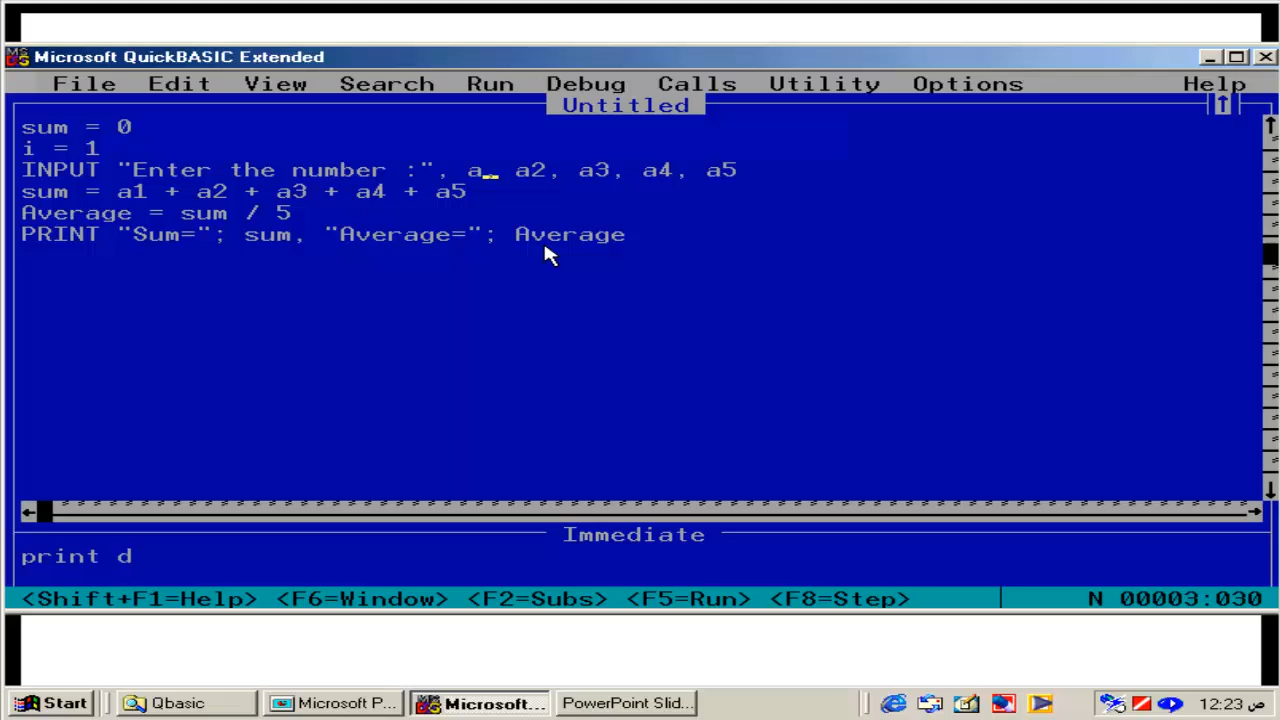 Microsoft QuickBASIC Extended
File Edit View Search Run Debug Calls Utility Options Help
Untitled
sum = 0
i = 1
INPUT "Enter the number :", a, a2, a3, a4, a5
sum = a1 + a2 + a3 + a4 + a5
Average = sum / 5
PRINT "Sum="; sum, "Average="; Average
Immediate
print d
<Shift+F1=Help> <F6=Window> <F2=Subs> <F5=Run> <F8=Step> N 00003:030
Start Qbasic Microsoft P... Microsoft... PowerPoint Slid... 12:23 ص